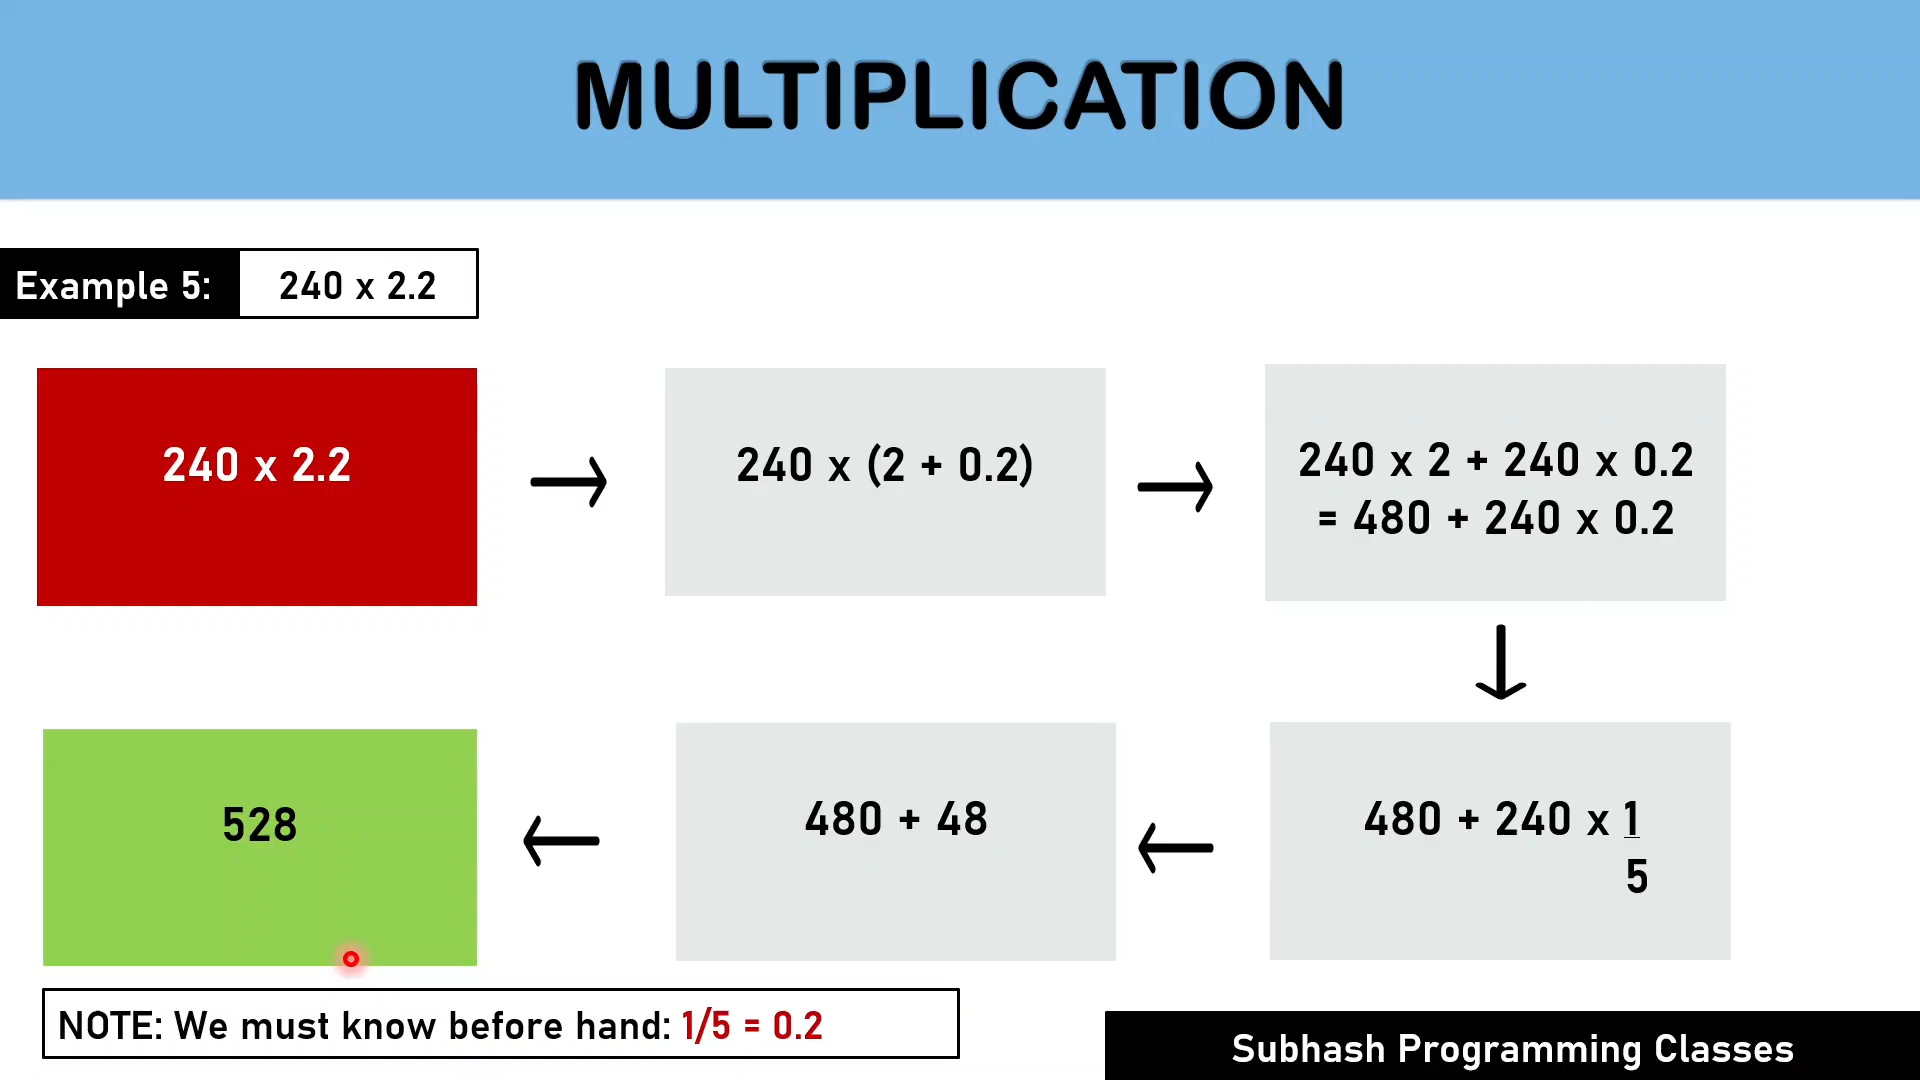 MULTIPLICATION
Example 5:
240 x 2.2
240 x 2.2
240 x (2 + 0.2)
240 x 2 + 240 x 0.2
= 480 + 240 x 0.2
528
480 + 48
480 + 240 x 1
5
NOTE: We must know before hand: 1/5 = 0.2
Subhash Programming Classes